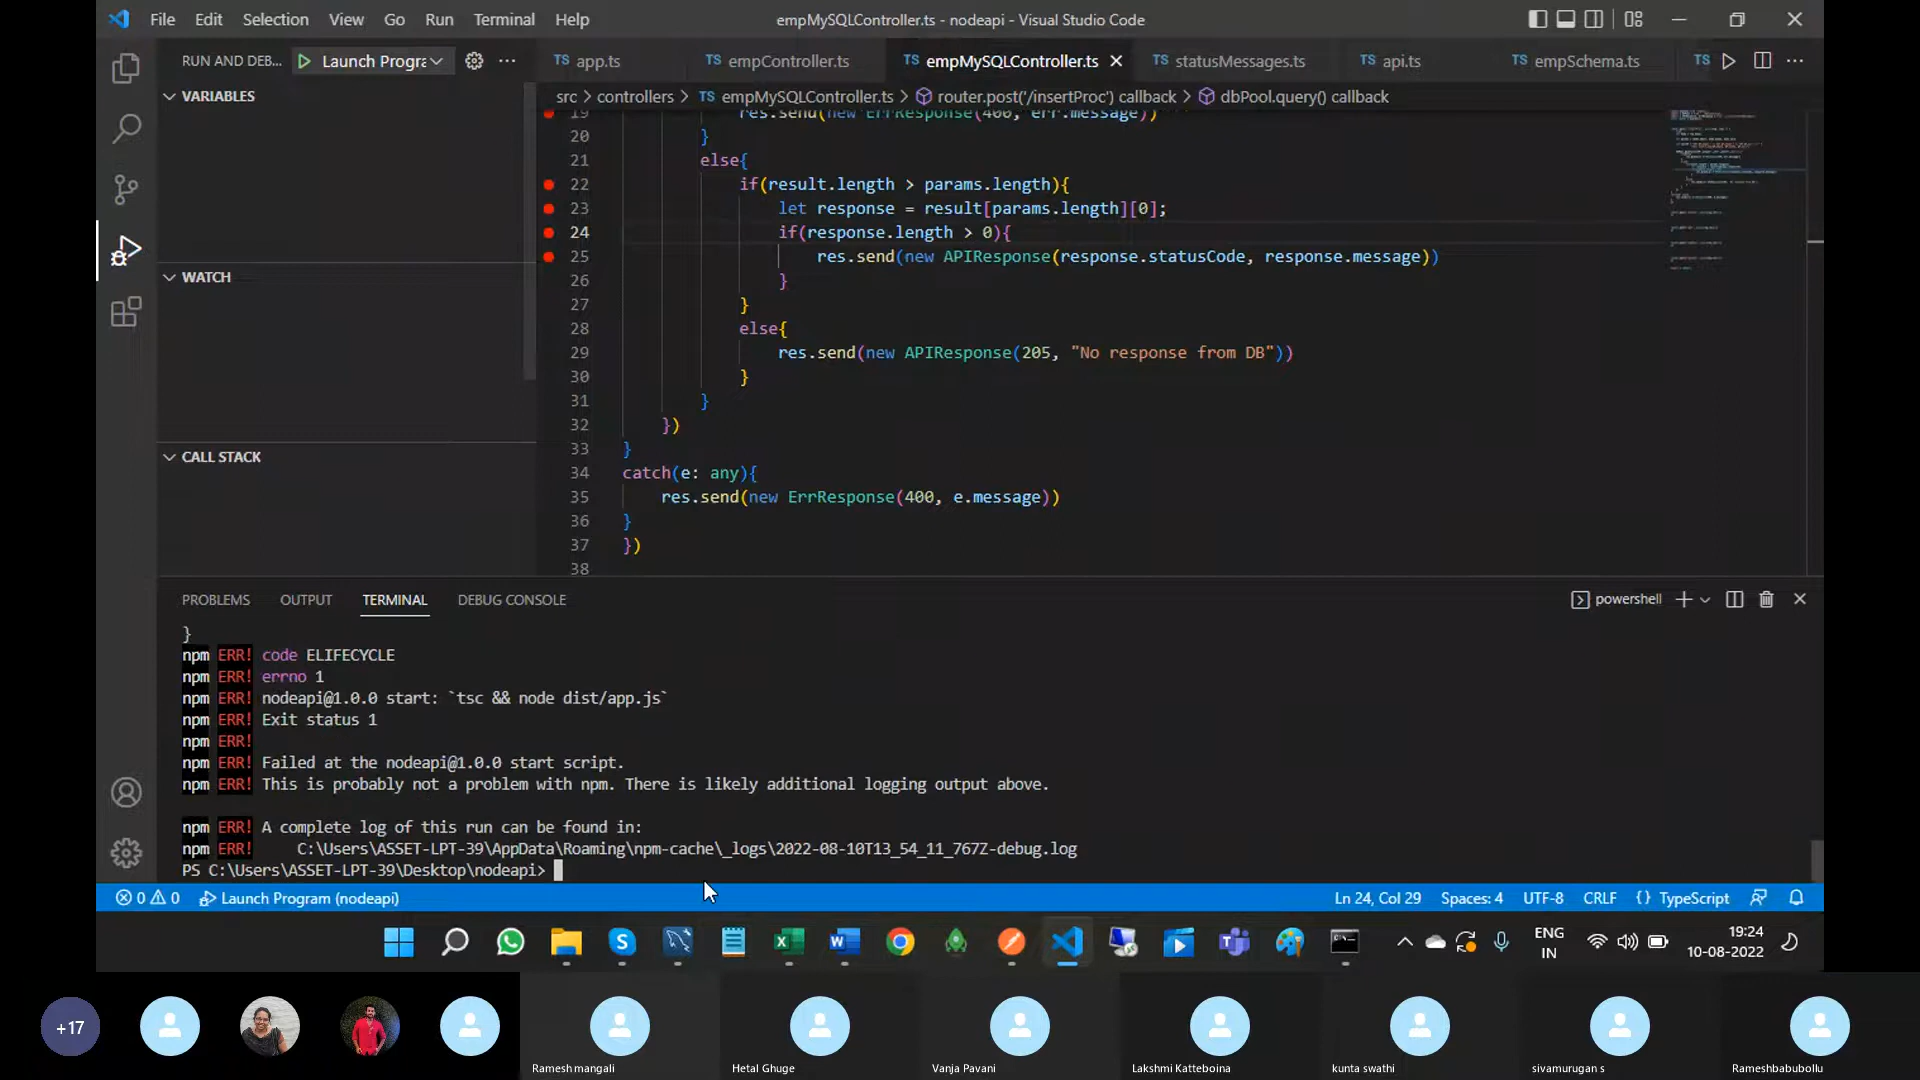 File Edit Selection View Go Run Terminal Help
empMySQLController.ts - nodeapi - Visual Studio Code
RUN AND DEB... Launch Progra
TS app.ts
TS empController.ts
TS empMySQLController.ts
TS statusMessages.ts
TS api.ts
TS empSchema.ts
TS
VARIABLES
WATCH
CALL STACK
src > controllers > TS empMySQLController.ts > router.post('/insertProc') callback > dbPool.query() callback
19 res.send(new ErrResponse(400, err.message))
20 }
21 else{
22 if(result.length > params.length){
23 let response = result[params.length][0];
24 if(response.length > 0){
25 res.send(new APIResponse(response.statusCode, response.message))
26 }
27 }
28 else{
29 res.send(new APIResponse(205, "No response from DB"))
30 }
31 }
32 })
33 }
34 catch(e: any){
35 res.send(new ErrResponse(400, e.message))
36 }
37 })
38
PROBLEMS OUTPUT TERMINAL DEBUG CONSOLE
powershell
}
npm ERR! code ELIFECYCLE
npm ERR! errno 1
npm ERR! nodeapi@1.0.0 start: `tsc && node dist/app.js`
npm ERR! Exit status 1
npm ERR!
npm ERR! Failed at the nodeapi@1.0.0 start script.
npm ERR! This is probably not a problem with npm. There is likely additional logging output above.
npm ERR! A complete log of this run can be found in:
npm ERR!     C:\Users\ASSET-LPT-39\AppData\Roaming\npm-cache\_logs\2022-08-10T13_54_11_767Z-debug.log
PS C:\Users\ASSET-LPT-39\Desktop\nodeapi>
0 0 Launch Program (nodeapi)
Ln 24, Col 29 Spaces: 4 UTF-8 CRLF {} TypeScript
ENG
IN
19:24
10-08-2022
+17
Ramesh mangali
Hetal Ghuge
Vanja Pavani
Lakshmi Katteboina
kunta swathi
sivamurugan s
Rameshbabubollu